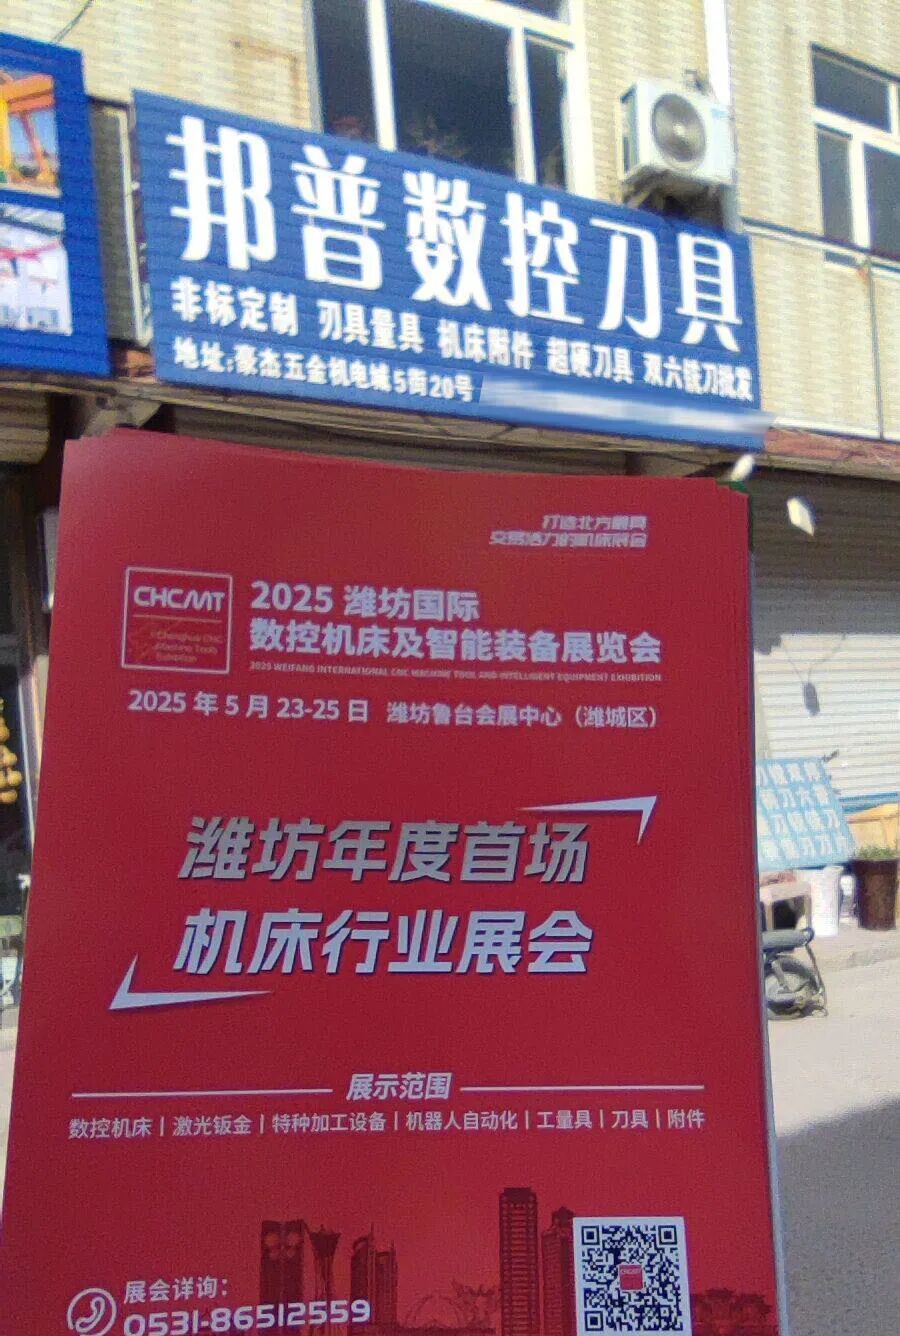 邦普数控刀具
非标定制 刃具量具 机床附件 超硬刀具 双六镜刀批发
地址:豪杰五金机电城5街20号
打造北方最具
交易活力的机床展会
CHCMT
Chenghua CNC
Machine Tools
Exhibition
2025 潍坊国际
数控机床及智能装备展览会
2025 WEIFANG INTERNATIONAL CNC MACHINE TOOL AND INTELLIGENT EQUIPMENT EXHIBITION
2025 年 5 月 23-25 日 潍坊鲁台会展中心（潍城区）
潍坊年度首场
机床行业展会
展示范围
数控机床 | 激光钣金 | 特种加工设备 | 机器人自动化 | 工量具 | 刀具 | 附件
展会详询:
0531-86512559
CHCMT